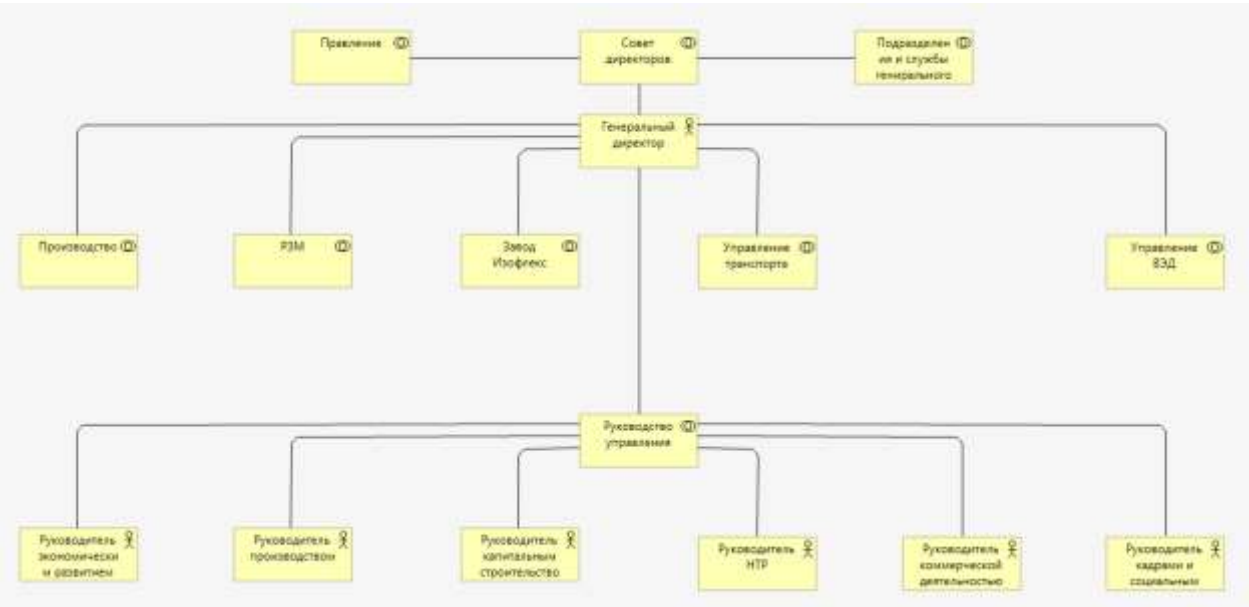 Правление
Совет
директоров
Подразделен
ия и службы
генирального
Генеральный
директор
Производство
РЗМ
Завод
Изофлекс
Управление
транспорта
Управление
ВЭД
Руководство
управления
Руководитель
экономически
м развитием
Руководитель
производством
Руководитель
капитальным
строительство
Руководитель
НТР
Руководитель
коммерческой
деятельностью
Руководитель
кадрами и
социальным